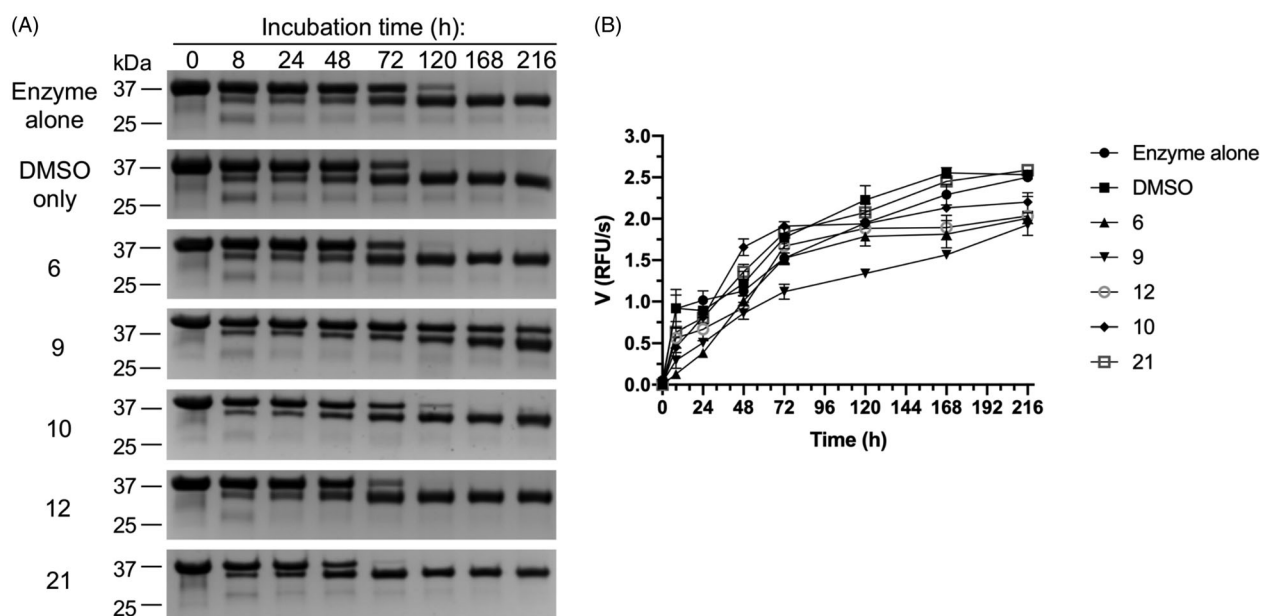 (A)
Incubation time (h):
kDa 0 8 24 48 72 120 168 216
Enzyme
alone
37
25
DMSO
only
37
25
6
37
25
9
37
25
10
37
25
12
37
25
21
37
25
(B)
V (RFU/s)
3.0
2.5
2.0
1.5
1.0
0.5
0.0
0 24 48 72 96 120 144 168 192 216
Time (h)
Enzyme alone
DMSO
6
9
12
10
21